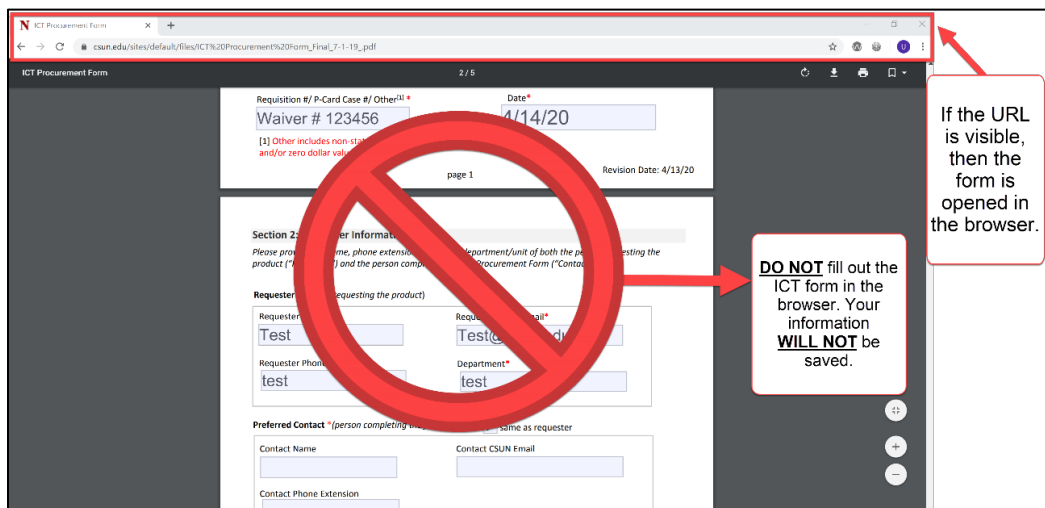 ICT Procurement Form
csun.edu/sites/default/files/ICT%20Procurement%20Form_Final_7-1-19_.pdf
U
ICT Procurement Form
2 / 5
Requisition #/ P-Card Case #/ Other[1] *
Date*
Waiver # 123456
4/14/20
[1] Other includes non-stat
and/or zero dollar valu
page 1
Revision Date: 4/13/20
If the URL
is visible,
then the
form is
opened in
the browser.
Section 2: er Informat
Please prov me, phone extensio department/unit of both the pe esting the
product (" ) and the person comp Procurement Form ("Conta
DO NOT fill out the
ICT form in the
browser. Your
information
WILL NOT be
saved.
Requester equesting the product)
Requester
Requ ail*
Test
Test@ du
Requester Phon
Department*
test
test
Preferred Contact *(person completing the same as requester
Contact Name
Contact CSUN Email
Contact Phone Extension